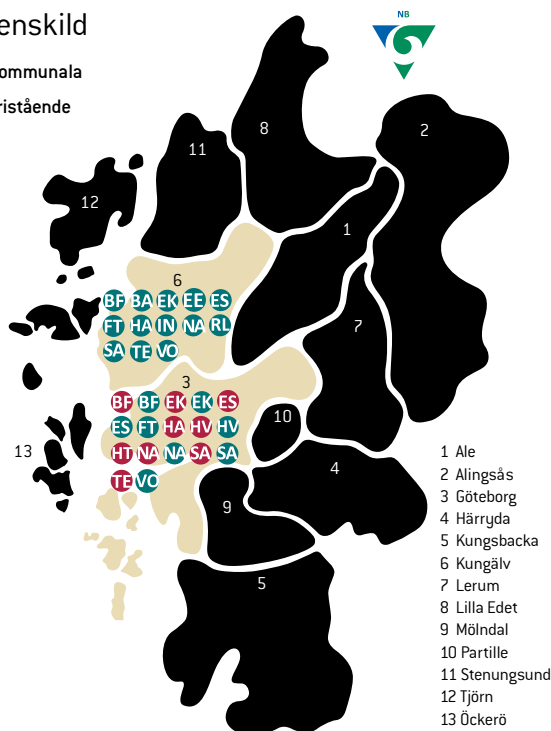 enskild
ommunala
ristående
NB
8
2
11
12
1
6
BF BA EK EE ES
FT HA IN NA RL
SA TE VO
7
3
BF BF EK EK ES
ES FT HA HV HV
HT NA NA SA SA
TE VO
10
13
4
9
5
1 Ale
2 Alingsås
3 Göteborg
4 Härryda
5 Kungsbacka
6 Kungälv
7 Lerum
8 Lilla Edet
9 Mölndal
10 Partille
11 Stenungsund
12 Tjörn
13 Öckerö